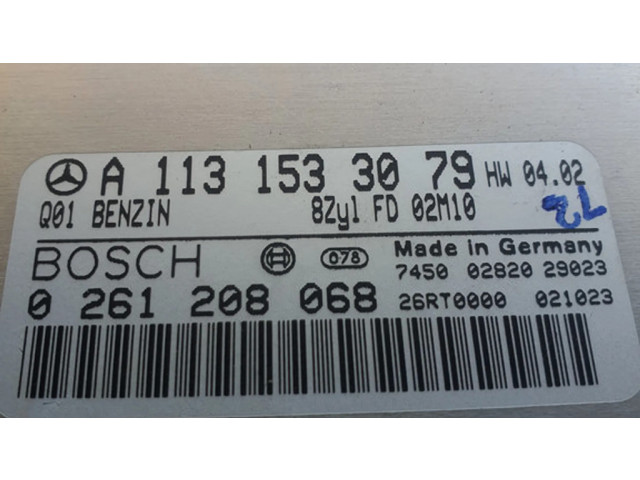 A 113 153 30 79 HW 04.02
Q01 BENZIN 8Zyl FD 02M10
12
BOSCH 078 Made in Germany
7450 02820 29023
0 261 208 068 26RT0000 021023